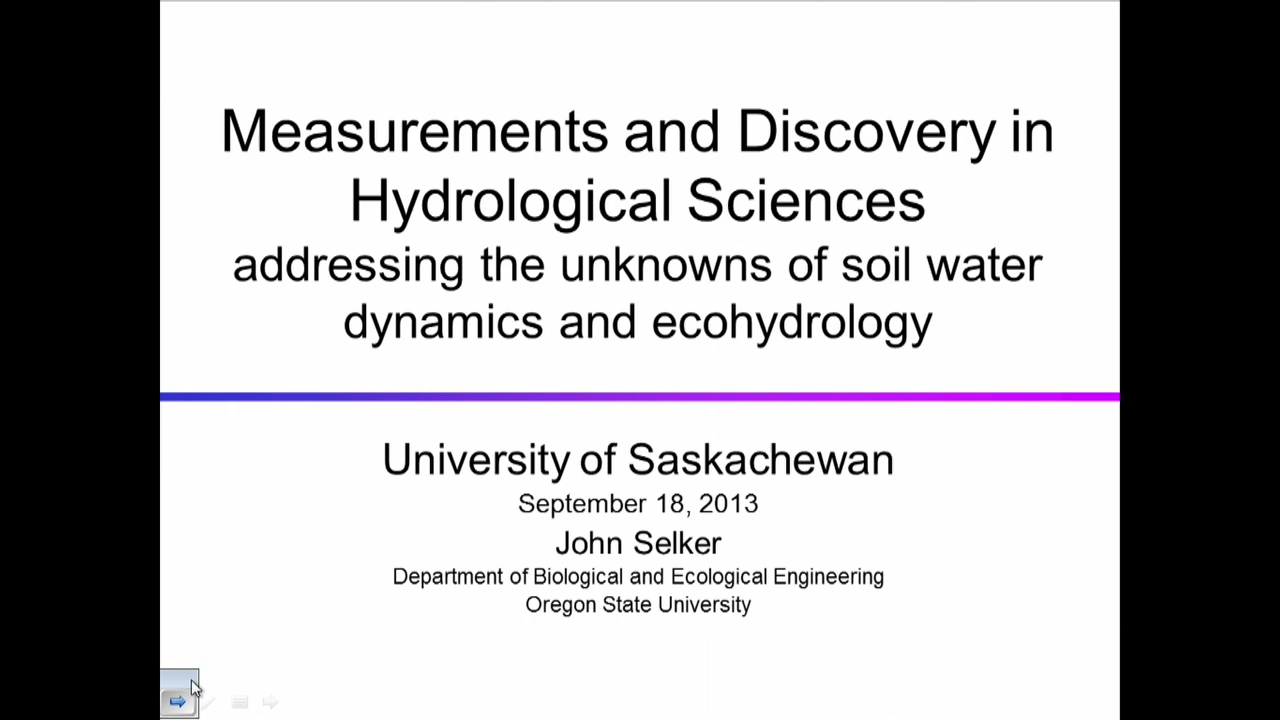 Measurements and Discovery in
Hydrological Sciences
addressing the unknowns of soil water
dynamics and ecohydrology
University of Saskachewan
September 18, 2013
John Selker
Department of Biological and Ecological Engineering
Oregon State University